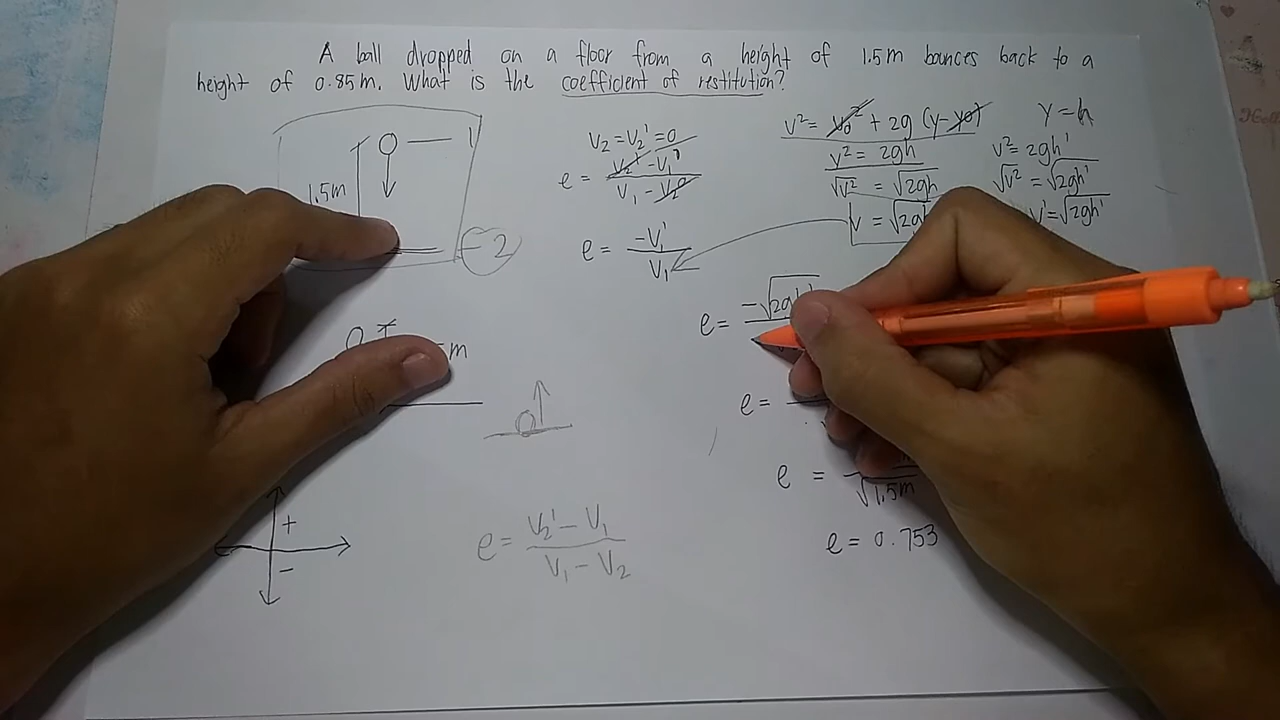 A ball dropped on a floor from a height of 1.5m bounces back to a
height of 0.85m. What is the coefficient of restitution?
1
1.5m
2
m
+
-
V₂ = V₂' = 0
e = V₂' - V₁' / V₁ - V₂
e = -V₁' / V₁
e = V₂' - V₁ / V₁ - V₂
V² = V₀² + 2g (y - y₀)
V² = 2gh
√V² = √2gh
V = √2g
y = h
V² = 2gh'
√V² = √2gh'
V' = √2gh'
e = -√2gh'
e =
e = √1.5m
e = 0.753